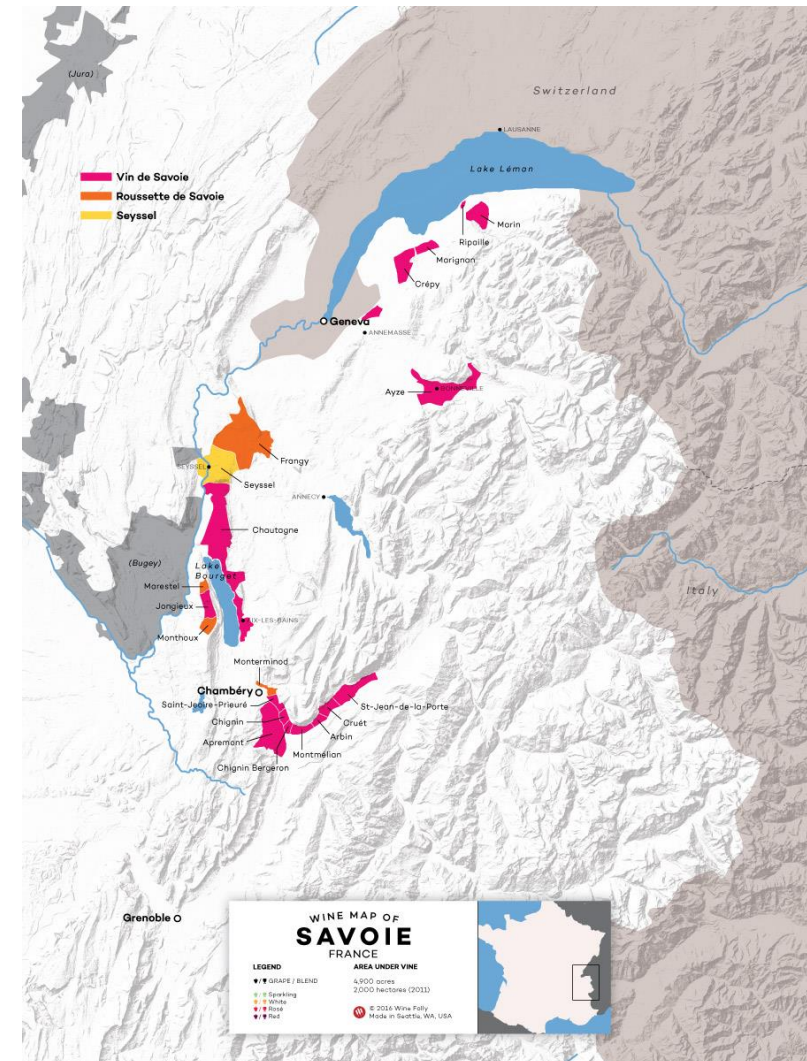 (Jura)
Switzerland
LAUSANNE
Lake Léman
Vin de Savoie
Roussette de Savoie
Seyssel
Marin
Ripaille
Marignan
Crépy
Geneva
ANNEMASSE
Ayze
BONNEVILLE
Frangy
SEYSSEL
Seyssel
ANNECY
Chautagne
(Bugey)
Lake
Bourget
Italy
Marestel
Jongieux
AIX-LES-BAINS
Monthoux
Monterminod
Chambéry
Saint-Jeoire-Prieuré
St-Jean-de-la-Porte
Chignin
Cruét
Arbin
Apremont
Montmélian
Chignin Bergeron
Grenoble
WINE MAP OF
SAVOIE
FRANCE
LEGEND
/ GRAPE / BLEND
/ Sparkling
/ White
/ Rosé
/ Red
AREA UNDER VINE
4,900 acres
2,000 hectares (2011)
© 2016 Wine Folly
Made in Seattle, WA, USA